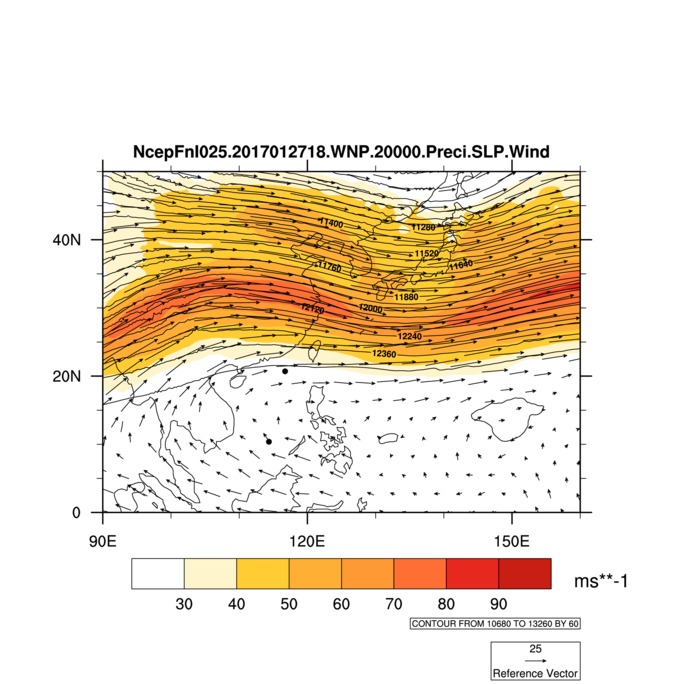 NcepFnl025.2017012718.WNP.20000.Preci.SLP.Wind
40N
20N
0
11400
11280
11520
11640
11760
11880
12000
12120
12240
12360
90E 120E 150E
ms**-1
30 40 50 60 70 80 90
CONTOUR FROM 10680 TO 13260 BY 60
25
Reference Vector